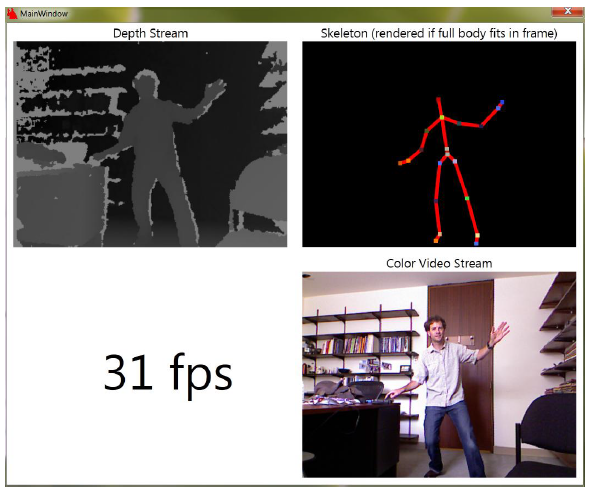 MainWindow
Depth Stream
Skeleton (rendered if full body fits in frame)
Color Video Stream
31 fps